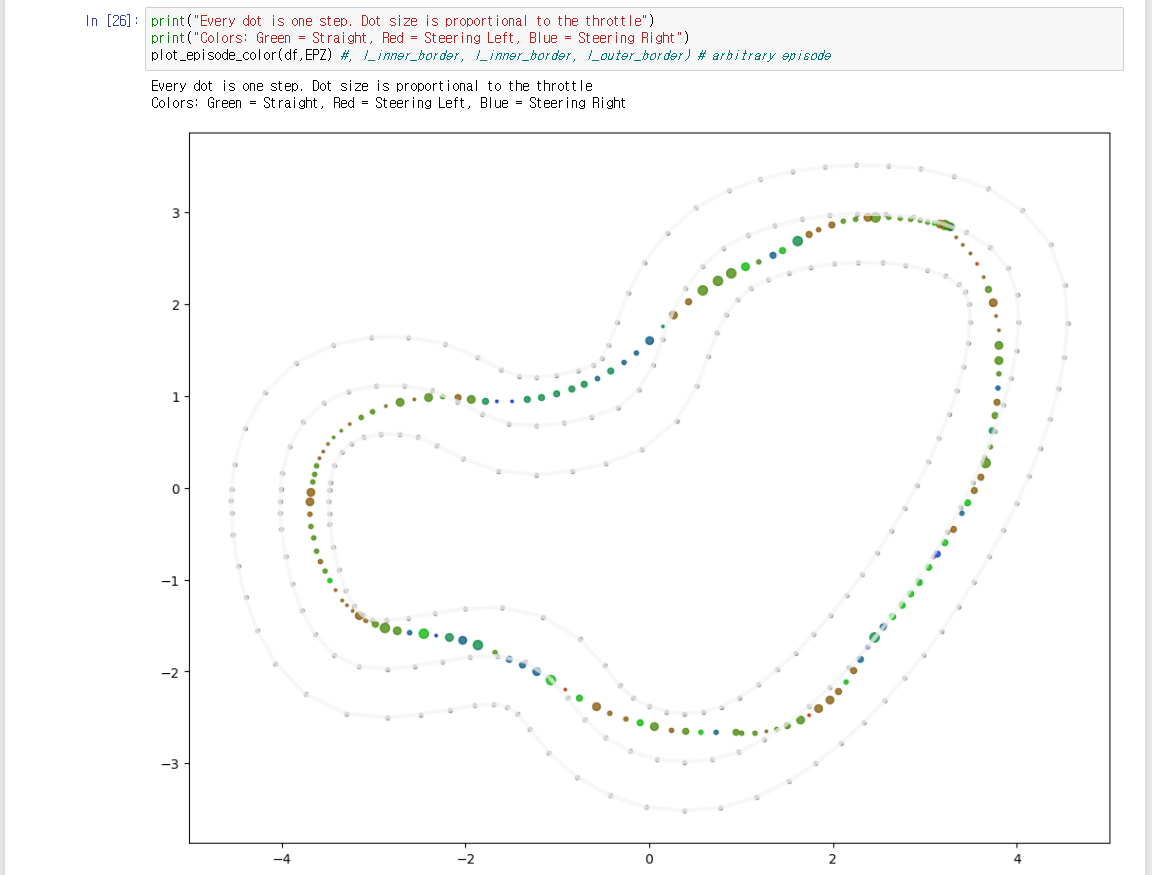 In [26]:
print("Every dot is one step. Dot size is proportional to the throttle")
print("Colors: Green = Straight, Red = Steering Left, Blue = Steering Right")
plot_episode_color(df,EPZ) #, l_inner_border, l_inner_border, l_outer_border) # arbitrary episode
Every dot is one step. Dot size is proportional to the throttle
Colors: Green = Straight, Red = Steering Left, Blue = Steering Right
3
2
1
0
−1
−2
−3
−4 −2 0 2 4